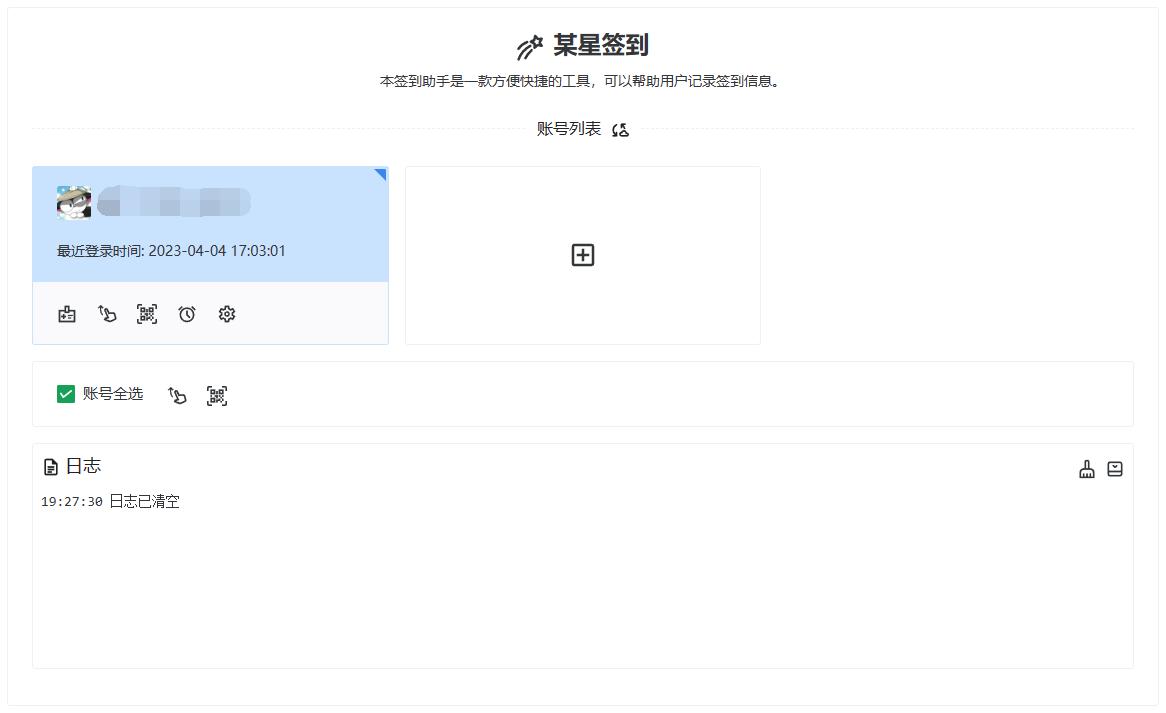 某星签到
本签到助手是一款方便快捷的工具，可以帮助用户记录签到信息。
账号列表
最近登录时间: 2023-04-04 17:03:01
账号全选
日志
19:27:30 日志已清空